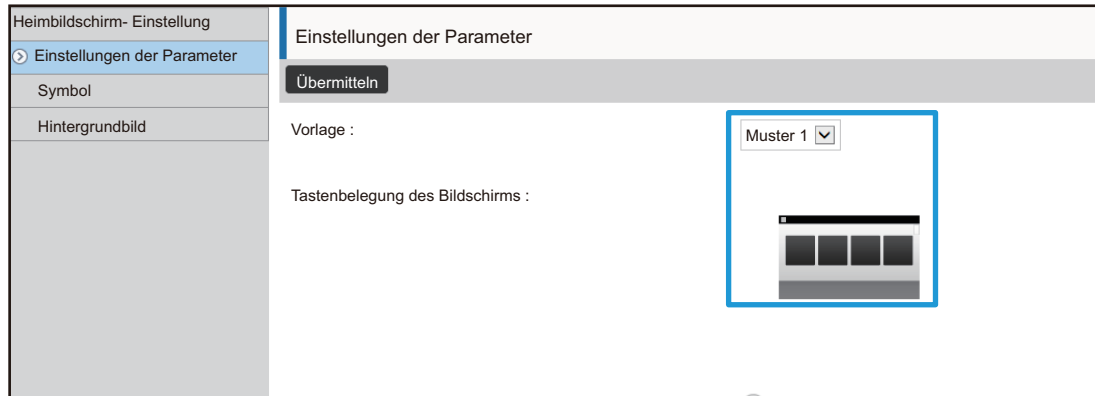 Heimbildschirm- Einstellung
Einstellungen der Parameter
Symbol
Hintergrundbild
Einstellungen der Parameter
Übermitteln
Vorlage :
Muster 1
Tastenbelegung des Bildschirms :